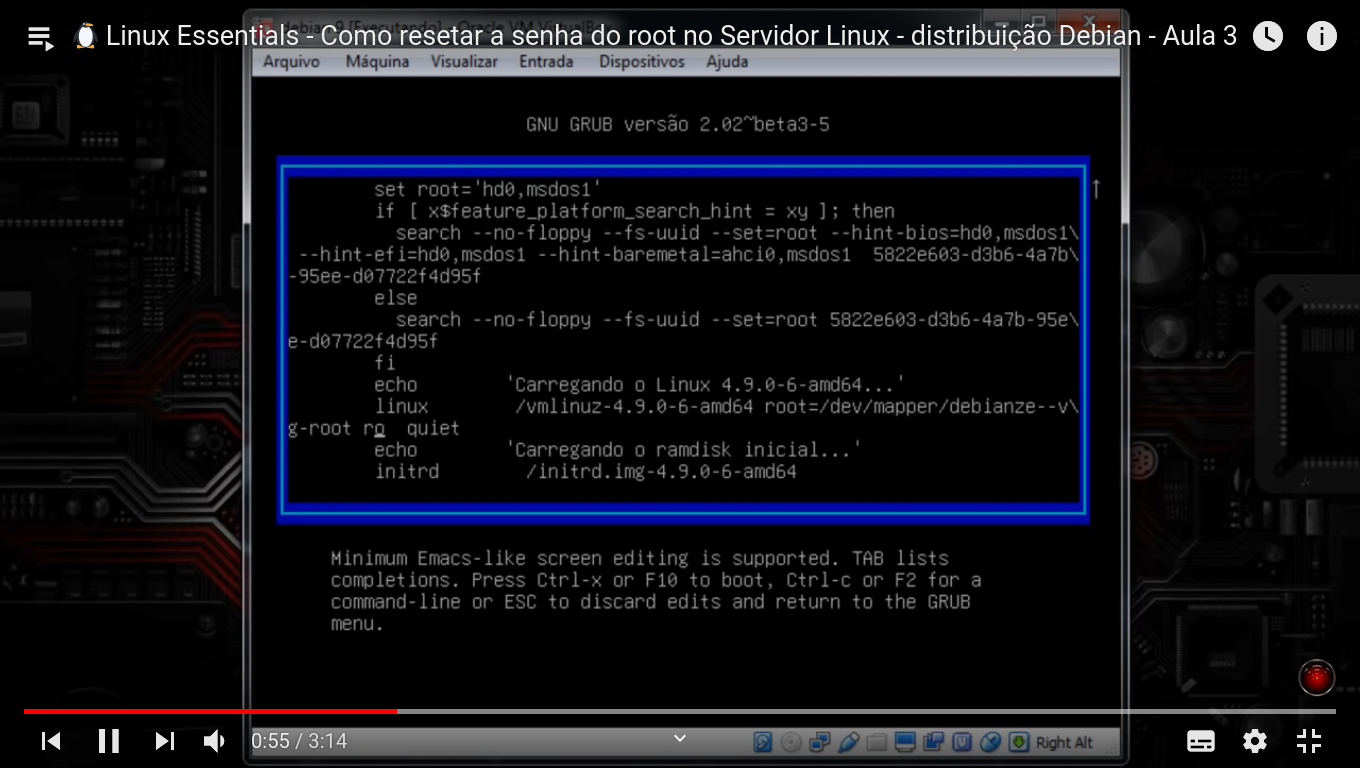 Linux Essentials - Como resetar a senha do root no Servidor Linux - distribuição Debian - Aula 3
debian 9 [Executando] - Oracle VM VirtualBo
Arquivo Máquina Visualizar Entrada Dispositivos Ajuda
GNU GRUB versão 2.02~beta3-5
set root='hd0,msdos1'
if [ x$feature_platform_search_hint = xy ]; then
search --no-floppy --fs-uuid --set=root --hint-bios=hd0,msdos1\
--hint-efi=hd0,msdos1 --hint-baremetal=ahci0,msdos1 5822e603-d3b6-4a7b\
-95ee-d07722f4d95f
else
search --no-floppy --fs-uuid --set=root 5822e603-d3b6-4a7b-95e\
e-d07722f4d95f
fi
echo 'Carregando o Linux 4.9.0-6-amd64...'
linux /vmlinuz-4.9.0-6-amd64 root=/dev/mapper/debianze--v\
g-root ro quiet
echo 'Carregando o ramdisk inicial...'
initrd /initrd.img-4.9.0-6-amd64
Minimum Emacs-like screen editing is supported. TAB lists
completions. Press Ctrl-x or F10 to boot, Ctrl-c or F2 for a
command-line or ESC to discard edits and return to the GRUB
menu.
0:55 / 3:14
Right Alt